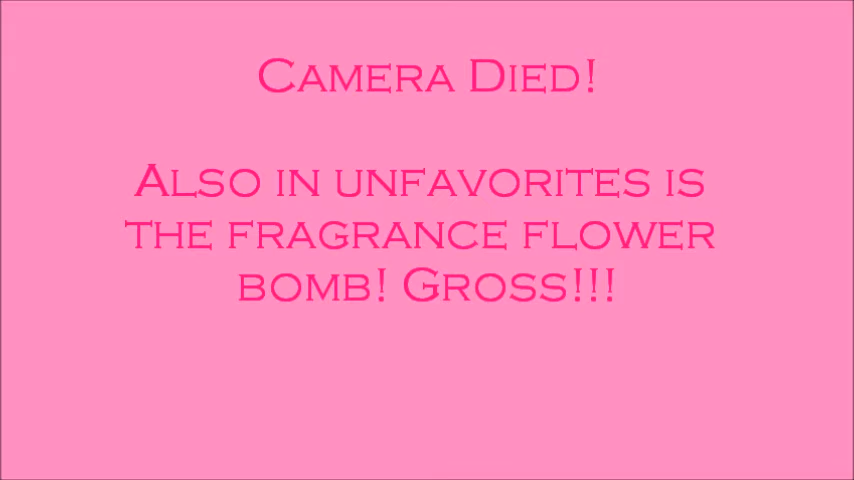 Camera Died!
Also in unfavorites is
the fragrance flower
bomb! Gross!!!